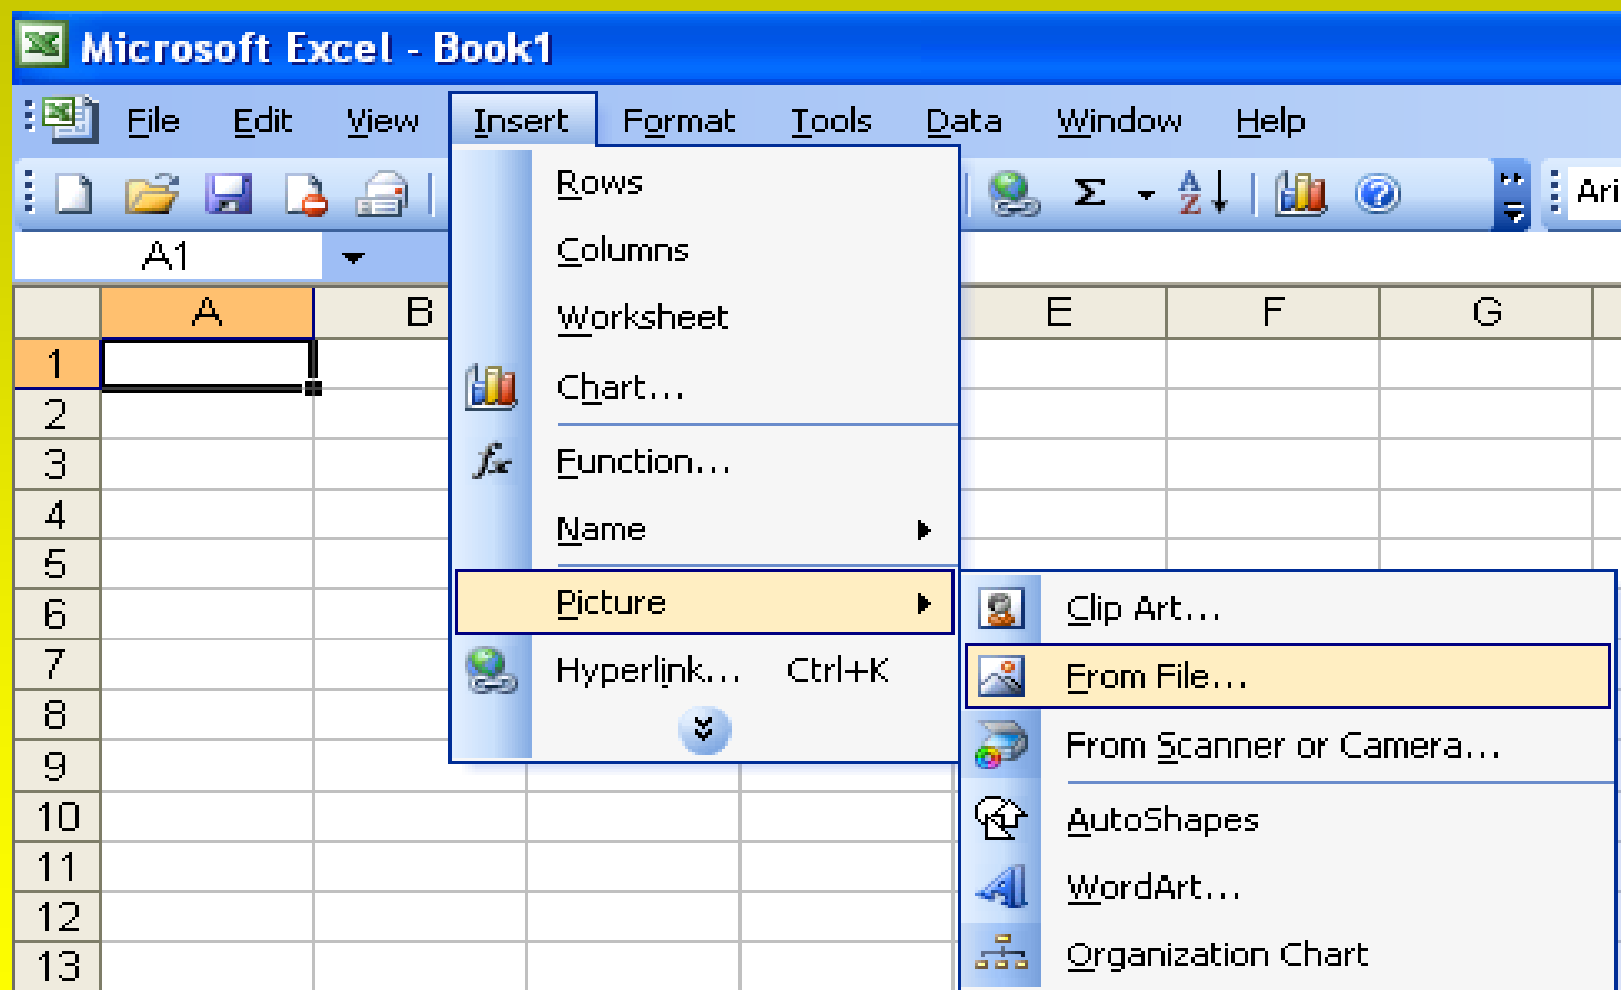 Microsoft Excel - Book1
File Edit View Insert Format Tools Data Window Help
Σ A Z Ari
A1
A B E F G
1
2
3
4
5
6
7
8
9
10
11
12
13
Rows
Columns
Worksheet
Chart...
fx Function...
Name
Picture
Hyperlink... Ctrl+K
Clip Art...
From File...
From Scanner or Camera...
AutoShapes
WordArt...
Organization Chart